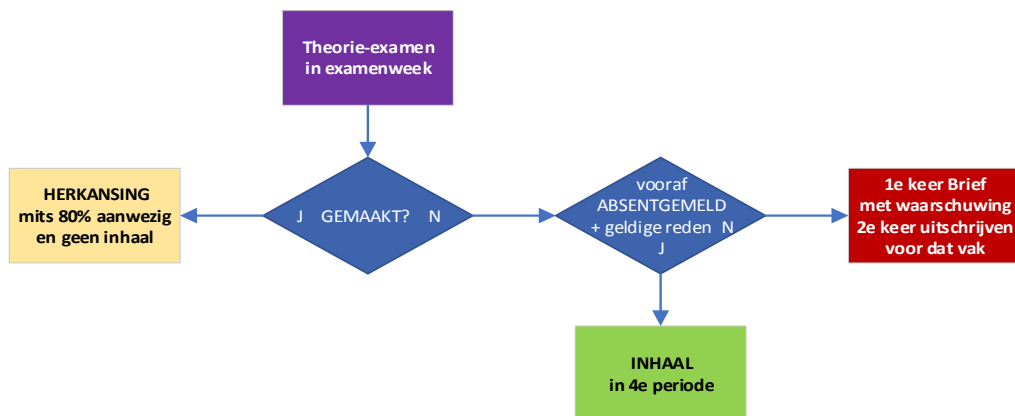 Theorie-examen
in examenweek
HERKANSING
mits 80% aanwezig
en geen inhaal
J GEMAAKT? N
vooraf
ABSENTGEMELD
+ geldige reden N
J
1e keer Brief
met waarschuwing
2e keer uitschrijven
voor dat vak
INHAAL
in 4e periode